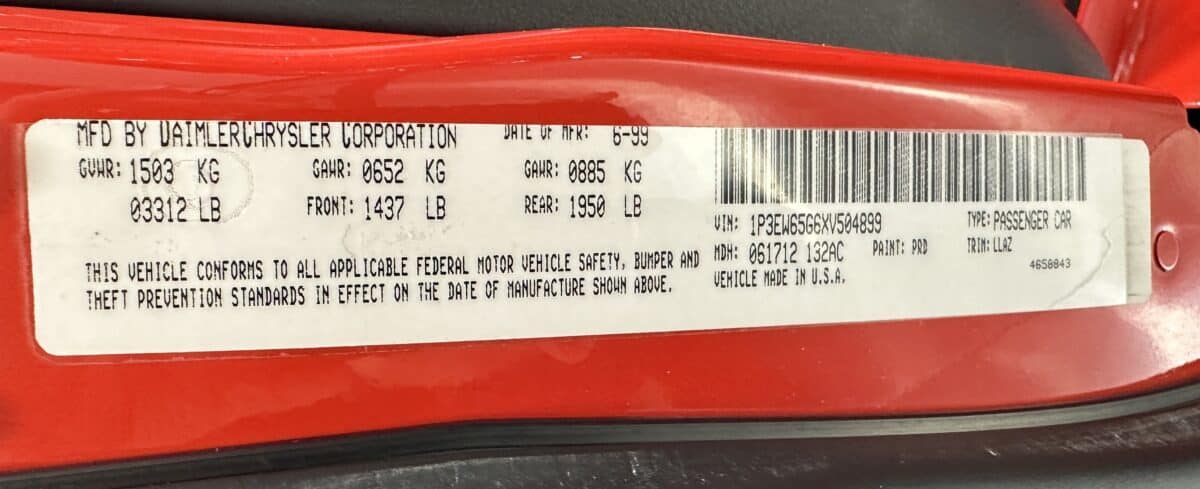 MFD BY DAIMLERCHRYSLER CORPORATION DATE OF MFR: 6-99
GVWR: 1503 KG GAWR: 0652 KG GAWR: 0885 KG
03312 LB FRONT: 1437 LB REAR: 1950 LB
THIS VEHICLE CONFORMS TO ALL APPLICABLE FEDERAL MOTOR VEHICLE SAFETY, BUMPER AND
THEFT PREVENTION STANDARDS IN EFFECT ON THE DATE OF MANUFACTURE SHOWN ABOVE.
VIN: 1P3EW65G6XV504899 TYPE: PASSENGER CAR
MDH: 061712 132AC PAINT: PRD TRIM: LLAZ
VEHICLE MADE IN U.S.A. 4658843